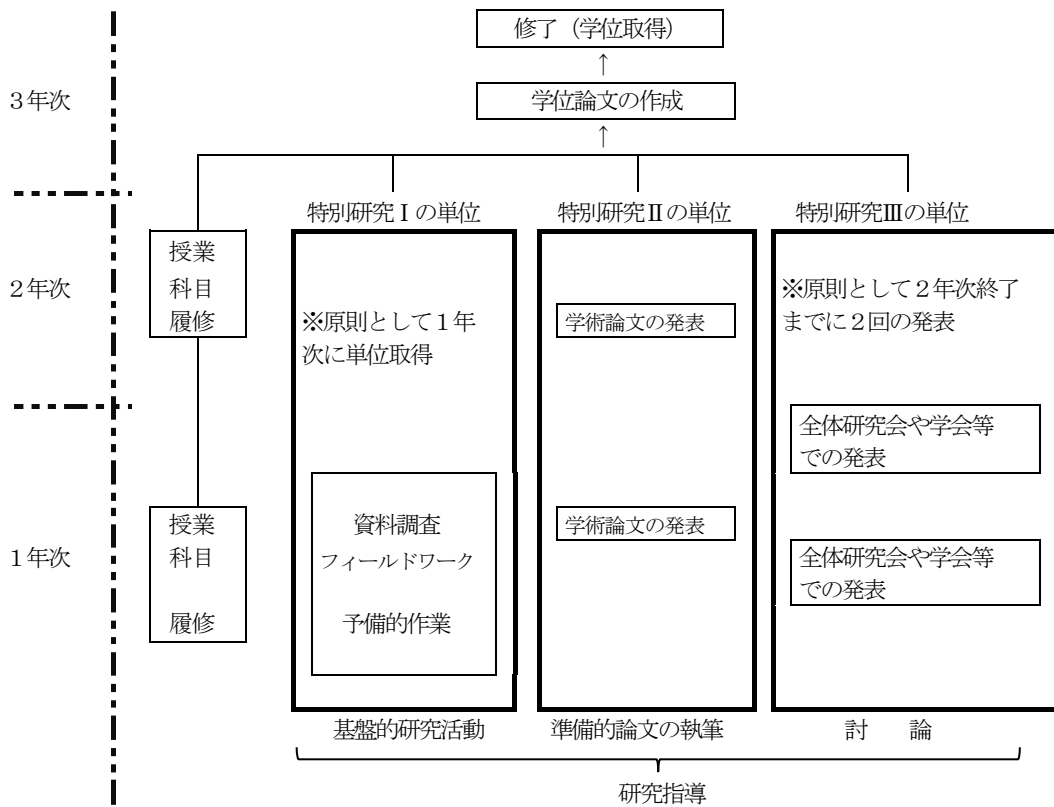 修了（学位取得）
↑
3年次
学位論文の作成
↑
特別研究Ⅰの単位
特別研究Ⅱの単位
特別研究Ⅲの単位
2年次
授業
科目
履修
※原則として1年
次に単位取得
学術論文の発表
※原則として2年次終了
までに2回の発表
全体研究会や学会等
での発表
1年次
授業
科目
履修
資料調査
フィールドワーク
予備的作業
学術論文の発表
全体研究会や学会等
での発表
基盤的研究活動
準備的論文の執筆
討　論
研究指導